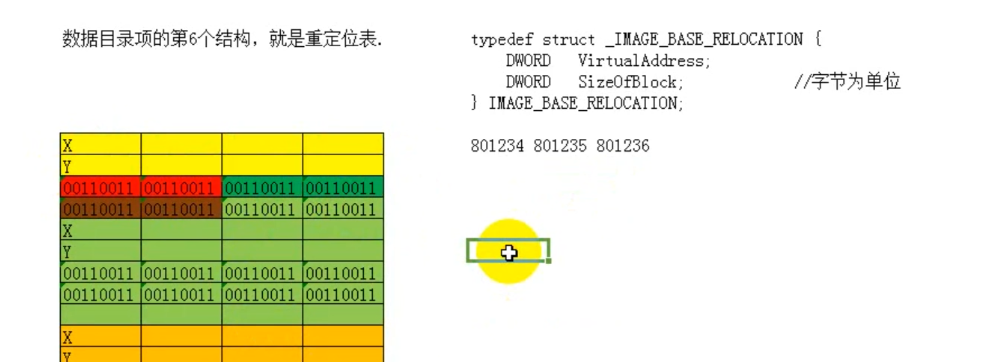 数据目录项的第6个结构，就是重定位表.
typedef struct _IMAGE_BASE_RELOCATION {
DWORD VirtualAddress;
DWORD SizeOfBlock; //字节为单位
} IMAGE_BASE_RELOCATION;
801234 801235 801236
X
Y
00110011 00110011 00110011 00110011
00110011 00110011 00110011 00110011
X
Y
00110011 00110011 00110011 00110011
00110011 00110011 00110011 00110011
X
Y